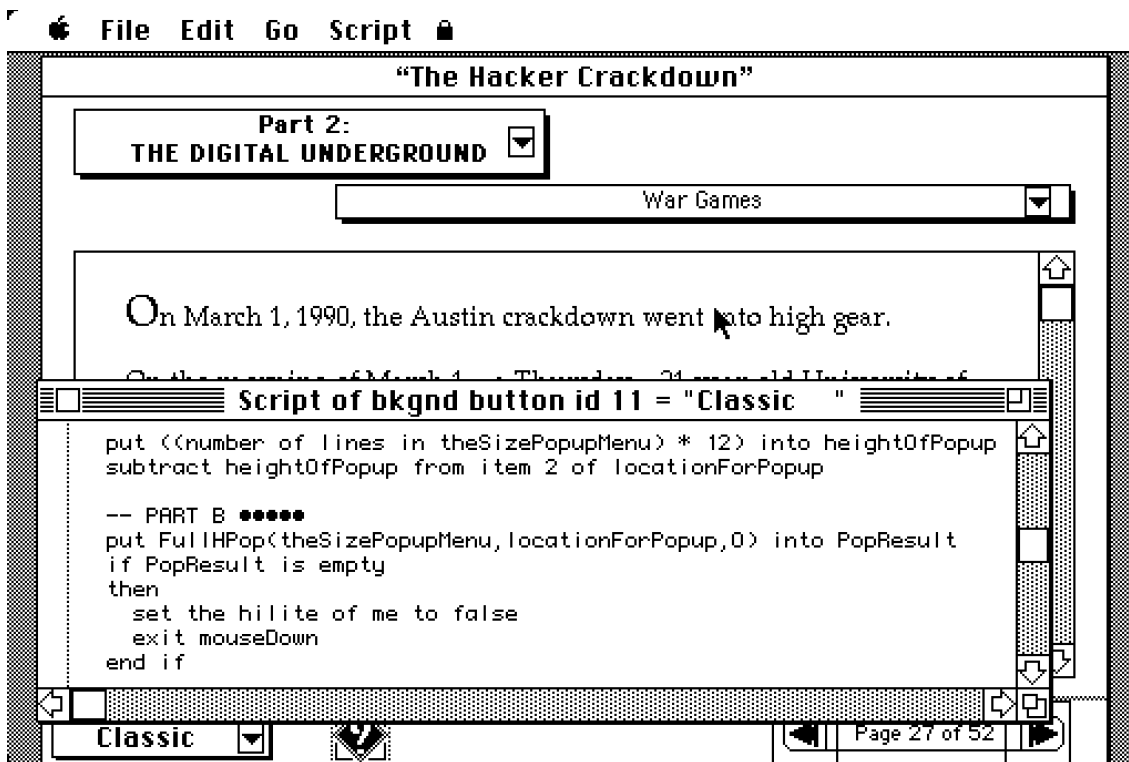 File Edit Go Script
“The Hacker Crackdown”
Part 2:
THE DIGITAL UNDERGROUND
War Games
On March 1, 1990, the Austin crackdown went into high gear.
Script of bkgnd button id 11 = "Classic "
put ((number of lines in theSizePopupMenu) * 12) into heightOfPopup
subtract heightOfPopup from item 2 of locationForPopup
-- PART B •••••
put FullHPop(theSizePopupMenu,locationForPopup,0) into PopResult
if PopResult is empty
then
set the hilite of me to false
exit mouseDown
end if
Classic
Page 27 of 52